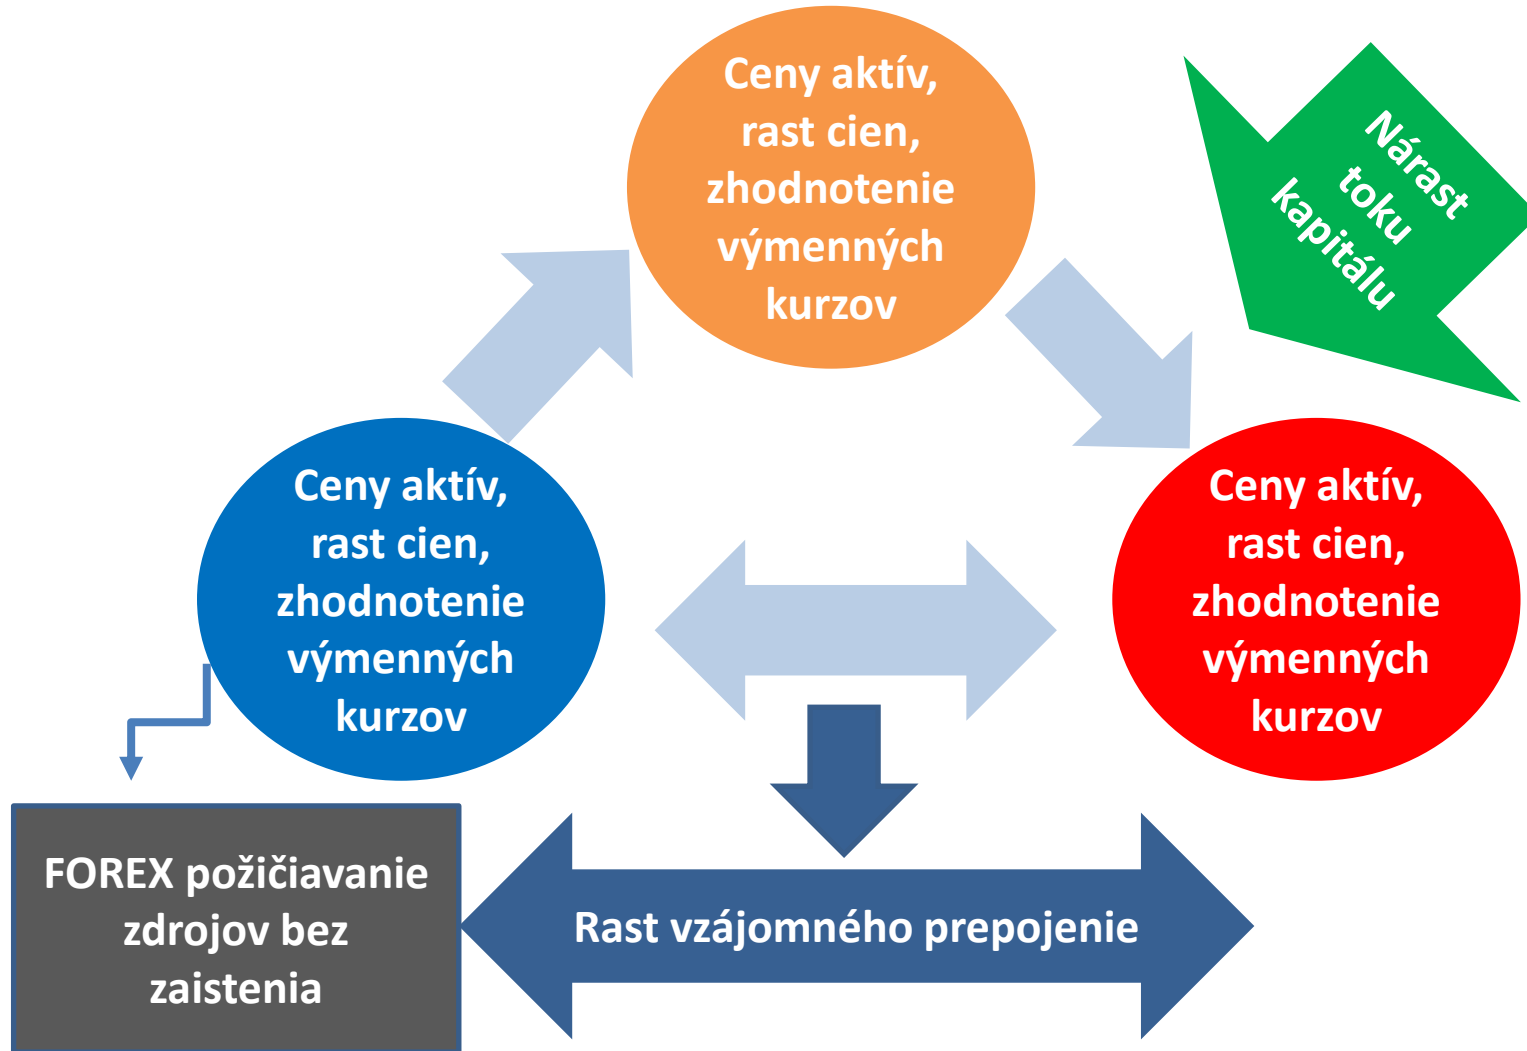 Ceny aktív,
rast cien,
zhodnotenie
výmenných
kurzov
Nárast
toku
kapitálu
Ceny aktív,
rast cien,
zhodnotenie
výmenných
kurzov
Ceny aktív,
rast cien,
zhodnotenie
výmenných
kurzov
FOREX požičiavanie
zdrojov bez
zaistenia
Rast vzájomného prepojenie